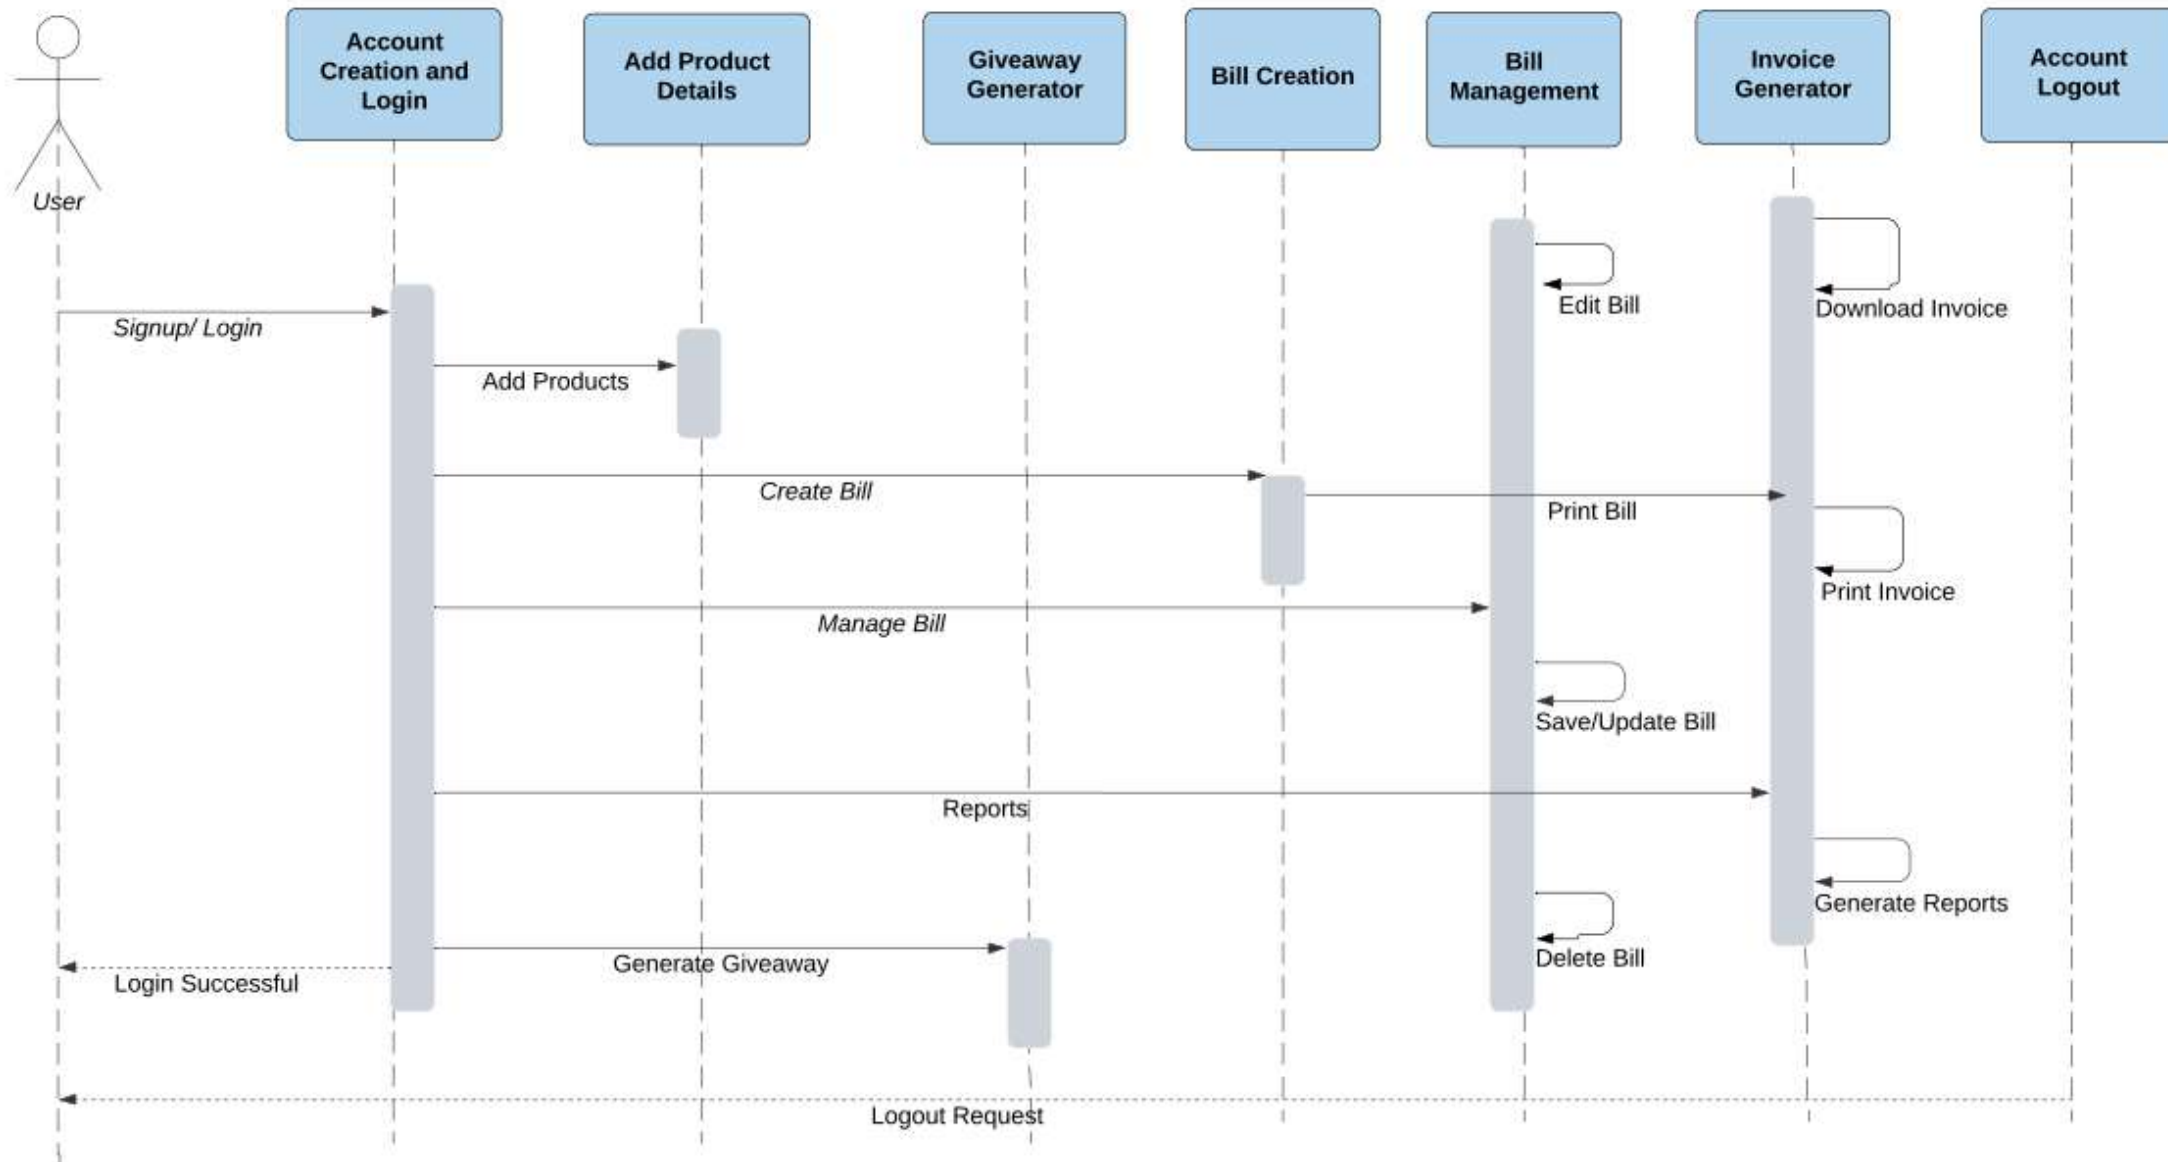 Account
Creation and
Login
Add Product
Details
Giveaway
Generator
Bill Creation
Bill
Management
Invoice
Generator
Account
Logout
User
Edit Bill
Download Invoice
Signup/ Login
Add Products
Create Bill
Print Bill
Print Invoice
Manage Bill
Save/Update Bill
Reports
Generate Reports
Delete Bill
Generate Giveaway
Login Successful
Logout Request